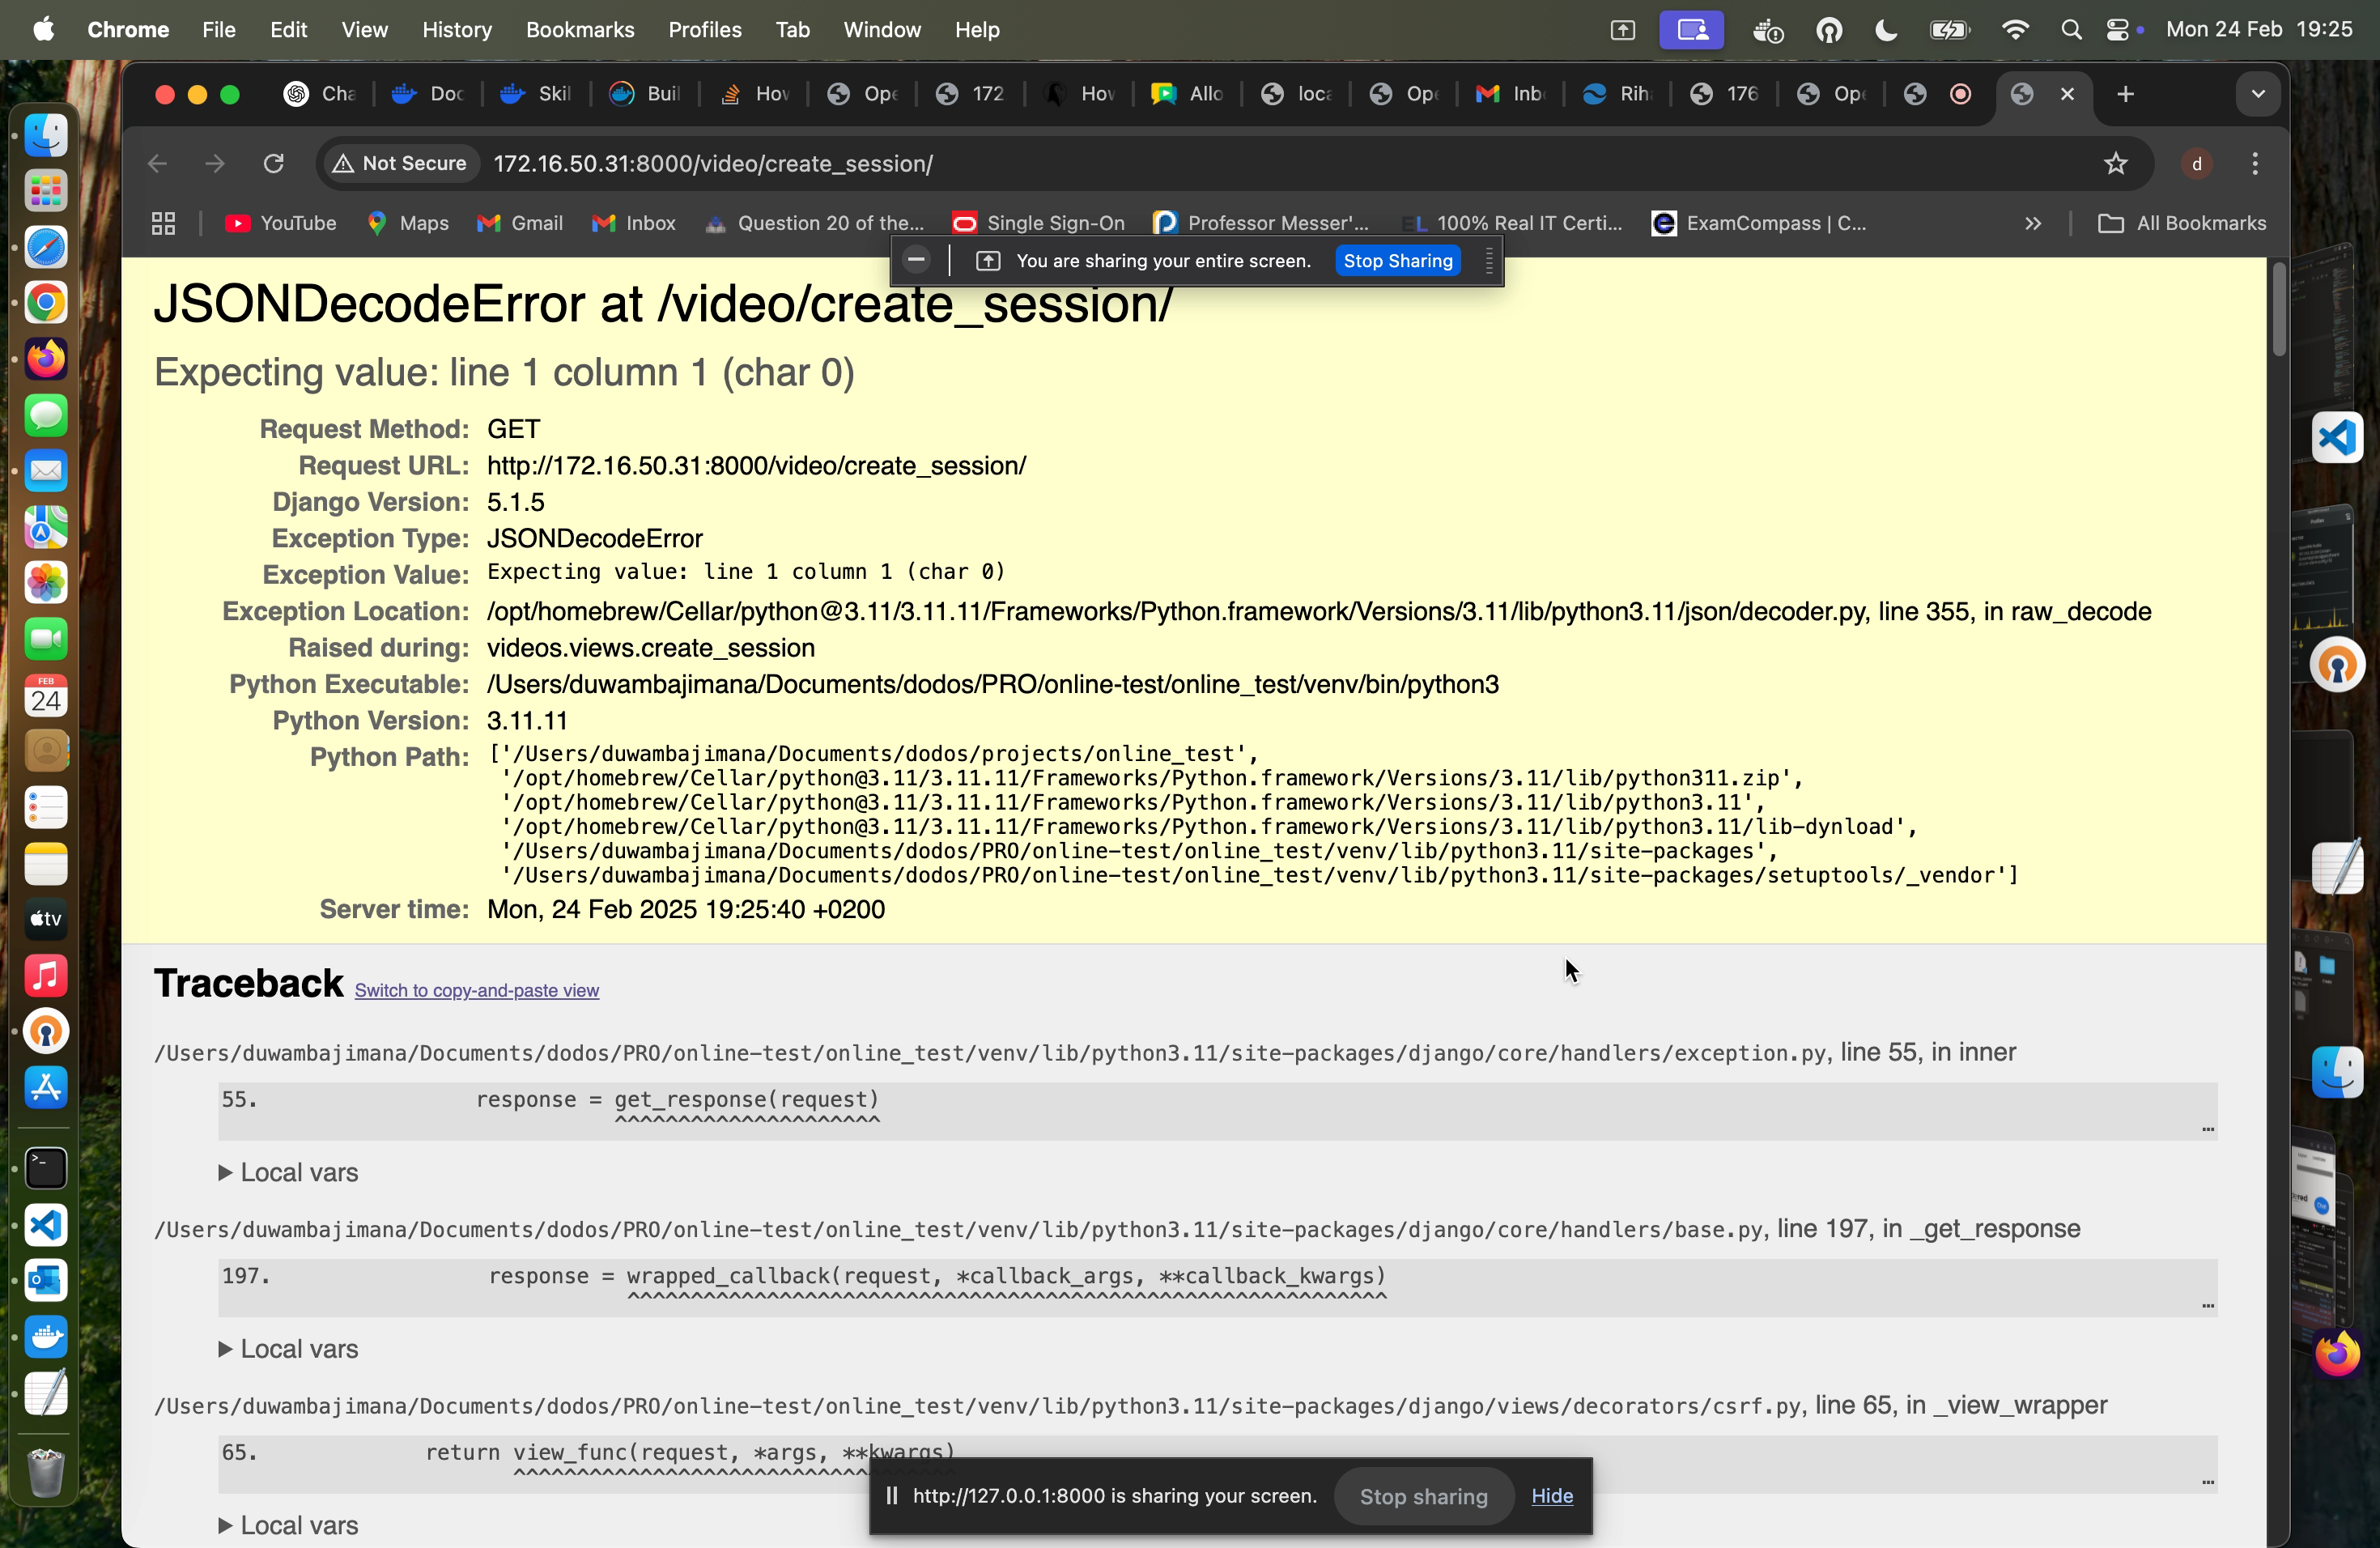 Chrome File Edit View History Bookmarks Profiles Tab Window Help Mon 24 Feb 19:25
Cha Doc Skil Buil How Ope 172 How Allo loca Ope Inb Rih 176 Ope
Not Secure 172.16.50.31:8000/video/create_session/ d
YouTube Maps Gmail Inbox Question 20 of the... Single Sign-On Professor Messer'... EL 100% Real IT Certi... ExamCompass | C... » All Bookmarks
You are sharing your entire screen. Stop Sharing
JSONDecodeError at /video/create_session/
Expecting value: line 1 column 1 (char 0)
Request Method: GET
Request URL: http://172.16.50.31:8000/video/create_session/
Django Version: 5.1.5
Exception Type: JSONDecodeError
Exception Value: Expecting value: line 1 column 1 (char 0)
Exception Location: /opt/homebrew/Cellar/python@3.11/3.11.11/Frameworks/Python.framework/Versions/3.11/lib/python3.11/json/decoder.py, line 355, in raw_decode
Raised during: videos.views.create_session
Python Executable: /Users/duwambajimana/Documents/dodos/PRO/online-test/online_test/venv/bin/python3
Python Version: 3.11.11
Python Path: ['/Users/duwambajimana/Documents/dodos/projects/online_test',
'/opt/homebrew/Cellar/python@3.11/3.11.11/Frameworks/Python.framework/Versions/3.11/lib/python311.zip',
'/opt/homebrew/Cellar/python@3.11/3.11.11/Frameworks/Python.framework/Versions/3.11/lib/python3.11',
'/opt/homebrew/Cellar/python@3.11/3.11.11/Frameworks/Python.framework/Versions/3.11/lib/python3.11/lib-dynload',
'/Users/duwambajimana/Documents/dodos/PRO/online-test/online_test/venv/lib/python3.11/site-packages',
'/Users/duwambajimana/Documents/dodos/PRO/online-test/online_test/venv/lib/python3.11/site-packages/setuptools/_vendor']
Server time: Mon, 24 Feb 2025 19:25:40 +0200
Traceback Switch to copy-and-paste view
/Users/duwambajimana/Documents/dodos/PRO/online-test/online_test/venv/lib/python3.11/site-packages/django/core/handlers/exception.py, line 55, in inner
55. response = get_response(request)
^^^^^^^^^^^^^^^^^^^^^
…
Local vars
/Users/duwambajimana/Documents/dodos/PRO/online-test/online_test/venv/lib/python3.11/site-packages/django/core/handlers/base.py, line 197, in _get_response
197. response = wrapped_callback(request, *callback_args, **callback_kwargs)
^^^^^^^^^^^^^^^^^^^^^^^^^^^^^^^^^^^^^^^^^^^^^^^^^^^^^^^^^^^^
…
Local vars
/Users/duwambajimana/Documents/dodos/PRO/online-test/online_test/venv/lib/python3.11/site-packages/django/views/decorators/csrf.py, line 65, in _view_wrapper
65. return view_func(request, *args, **kwargs)
^^^^^^^^^^^^^^^^^^^^^^^^^^^^
…
Local vars
http://127.0.0.1:8000 is sharing your screen. Stop sharing Hide
FEB
24
tv